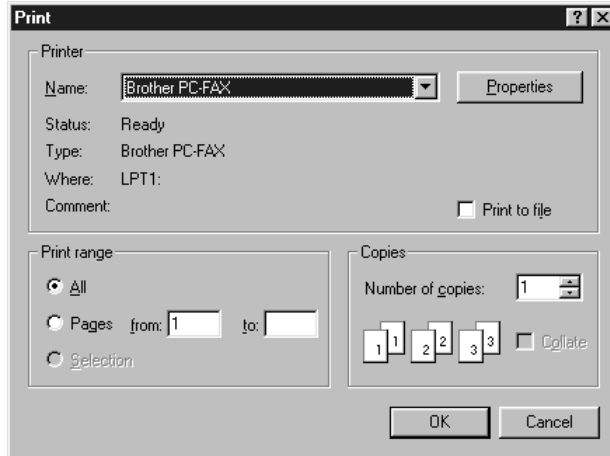 Print
Printer
Name: Brother PC-FAX Properties
Status: Ready
Type: Brother PC-FAX
Where: LPT1:
Comment: Print to file
Print range
All
Pages from: 1 to:
Selection
Copies
Number of copies: 1
1 1 2 2 3 3 Collate
OK Cancel